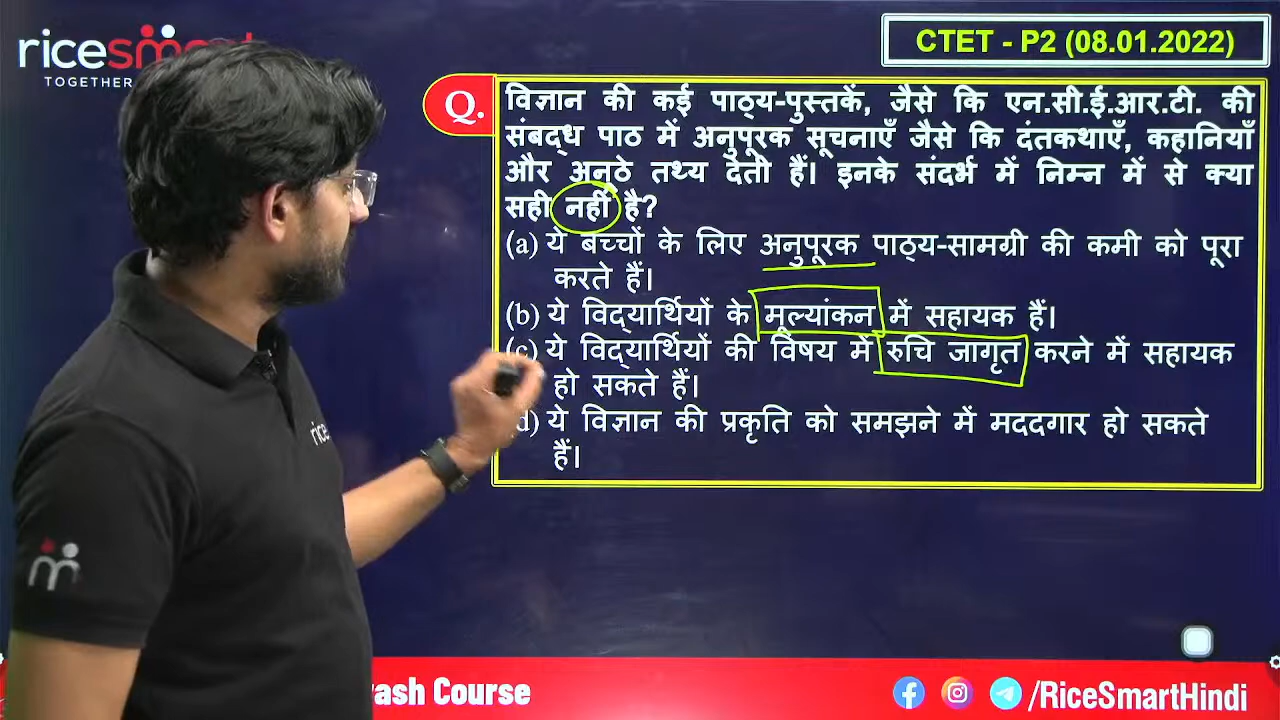 ricesm
TOGETHER
CTET - P2 (08.01.2022)
Q.
विज्ञान की कई पाठ्य-पुस्तकें, जैसे कि एन.सी.ई.आर.टी. की
संबद्ध पाठ में अनुपूरक सूचनाएँ जैसे कि दंतकथाएँ, कहानियाँ
और अनूठे तथ्य देती हैं। इनके संदर्भ में निम्न में से क्या
सही नहीं है?
(a) ये बच्चों के लिए अनुपूरक पाठ्य-सामग्री की कमी को पूरा
करते हैं।
(b) ये विद्यार्थियों के मूल्यांकन में सहायक हैं।
(c) ये विद्यार्थियों की विषय में रुचि जागृत करने में सहायक
हो सकते हैं।
d) ये विज्ञान की प्रकृति को समझने में मददगार हो सकते
हैं।
rice
ash Course
/RiceSmartHindi